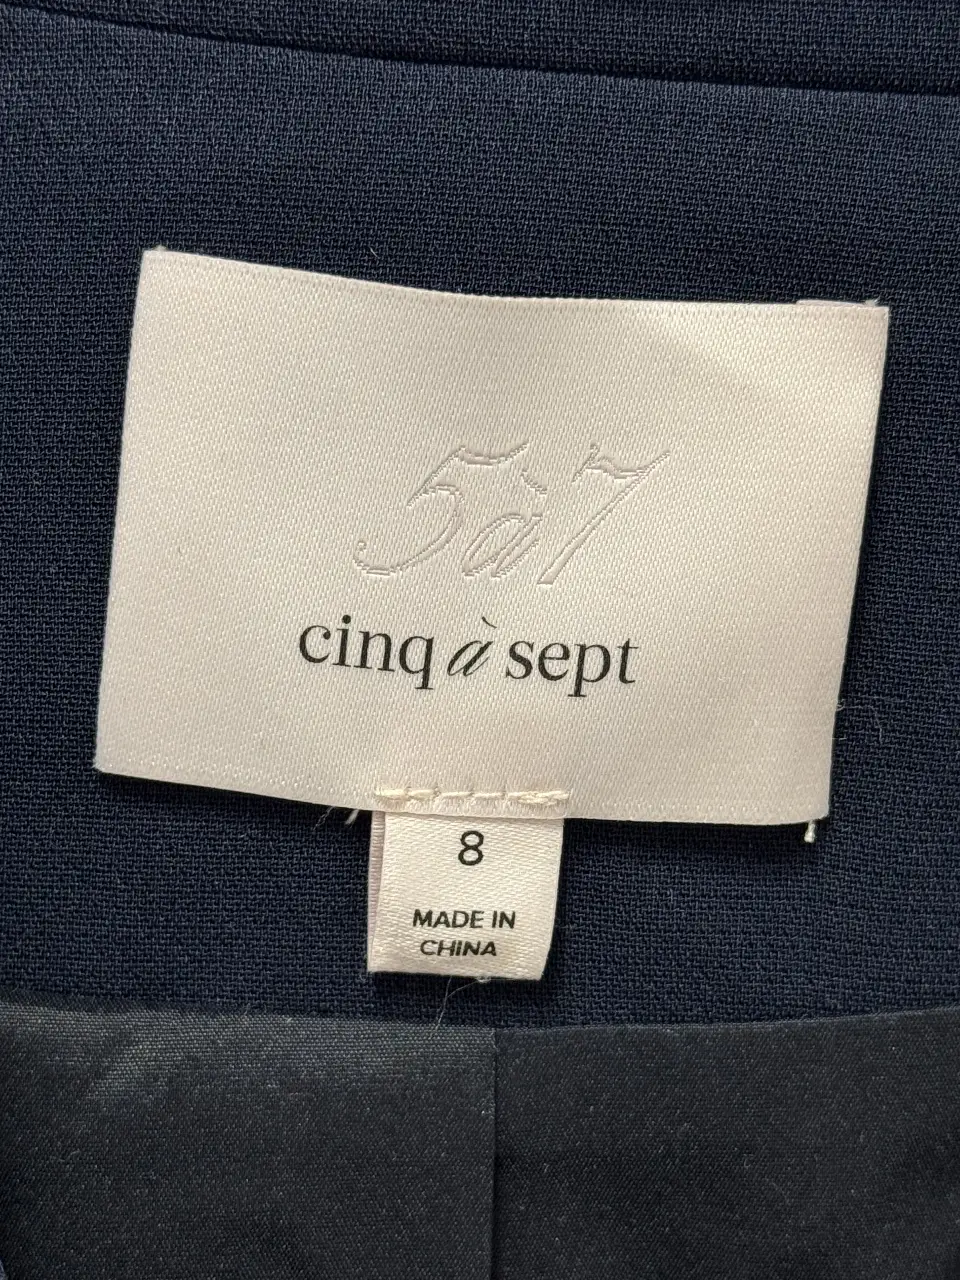 5à7
cinq à sept
8
MADE IN
CHINA